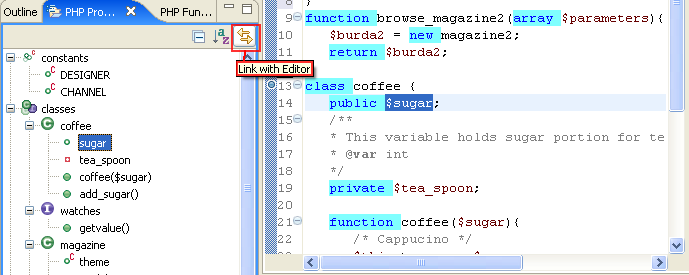 Outline
PHP Pro...
PHP Fun...
Link with Editor
constants
DESIGNER
CHANNEL
classes
coffee
sugar
tea_spoon
coffee($sugar)
add_sugar()
watches
getvalue()
magazine
theme
9 function browse_magazine2(array $parameters){
10 $burda2 = new magazine2;
11 return $burda2;
12
13 class coffee {
14 public $sugar;
15 /**
16 * This variable holds sugar portion for te
17 * @var int
18 */
19 private $tea_spoon;
20
21 function coffee($sugar){
22 /* Cappucino */